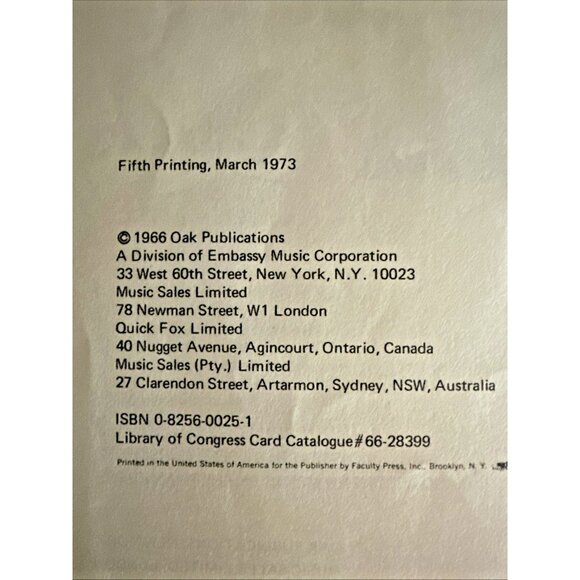 Fifth Printing, March 1973
© 1966 Oak Publications
A Division of Embassy Music Corporation
33 West 60th Street, New York, N.Y. 10023
Music Sales Limited
78 Newman Street, W1 London
Quick Fox Limited
40 Nugget Avenue, Agincourt, Ontario, Canada
Music Sales (Pty.) Limited
27 Clarendon Street, Artarmon, Sydney, NSW, Australia
ISBN 0-8256-0025-1
Library of Congress Card Catalogue#66-28399
Printed in the United States of America for the Publisher by Faculty Press, Inc., Brooklyn, N. Y.